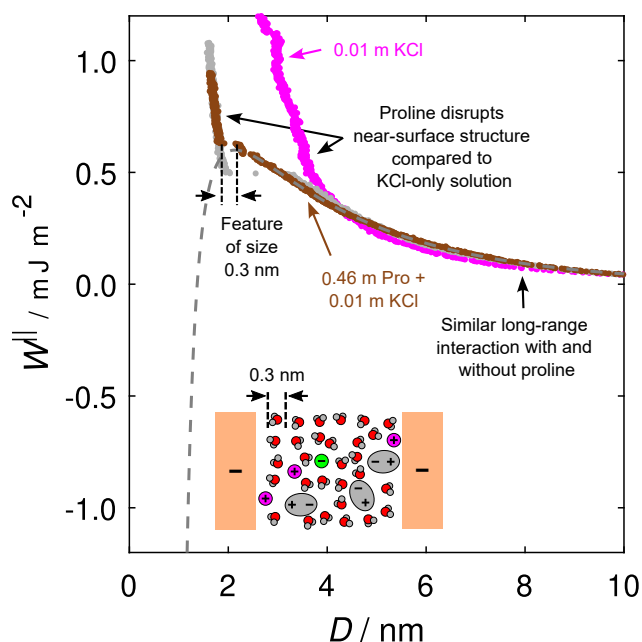 1.0
0.5
0.0
-0.5
-1.0
W|| / mJ m-2
0.01 m KCl
Proline disrupts
near-surface structure
compared to
KCl-only solution
Feature
of size
0.3 nm
0.46 m Pro +
0.01 m KCl
Similar long-range
interaction with and
without proline
0.3 nm
- + + + - + - + - - + - + -
0 2 4 6 8 10
D / nm